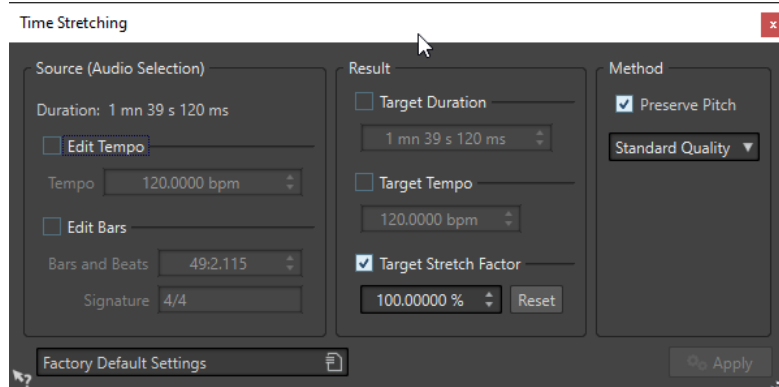 Time Stretching
x
Source (Audio Selection)
Duration: 1 mn 39 s 120 ms
Edit Tempo
Tempo 120.0000 bpm
Edit Bars
Bars and Beats 49:2.115
Signature 4/4
Result
Target Duration
1 mn 39 s 120 ms
Target Tempo
120.0000 bpm
Target Stretch Factor
100.00000 % Reset
Method
Preserve Pitch
Standard Quality
Factory Default Settings
?
Apply